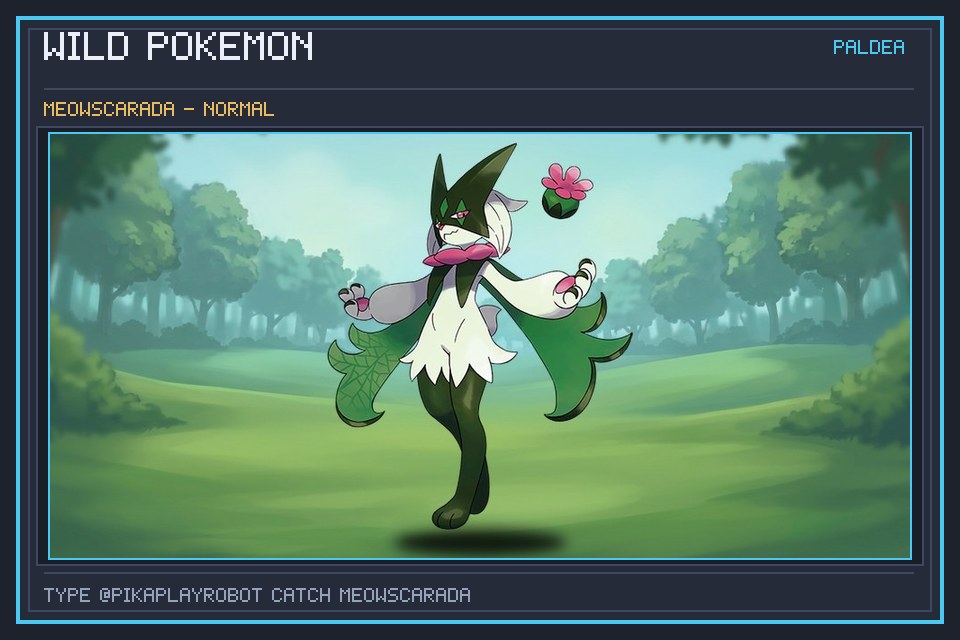 WILD POKEMON
PALDEA
MEOWSCARADA - NORMAL
TYPE @PIKAPLAYROBOT CATCH MEOWSCARADA